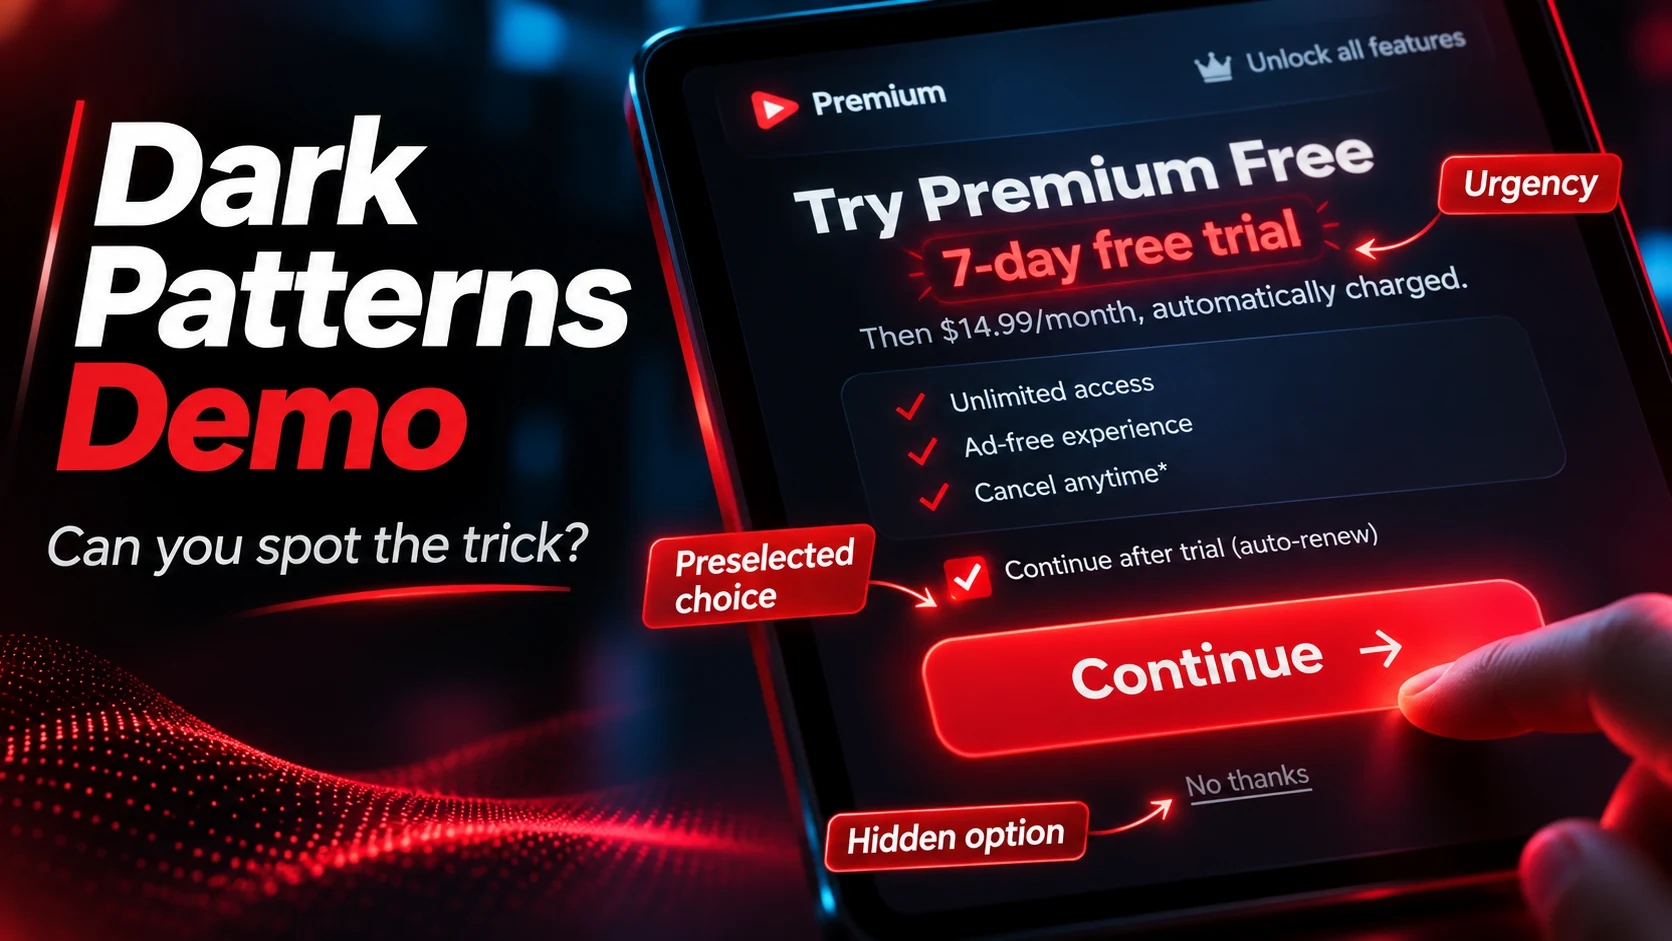 Dark
Patterns
Demo
Can you spot the trick?
Premium
Unlock all features
Try Premium Free
7-day free trial
Urgency
Then $14.99/month, automatically charged.
Unlimited access
Ad-free experience
Cancel anytime*
Preselected
choice
Continue after trial (auto-renew)
Continue →
No thanks
Hidden option